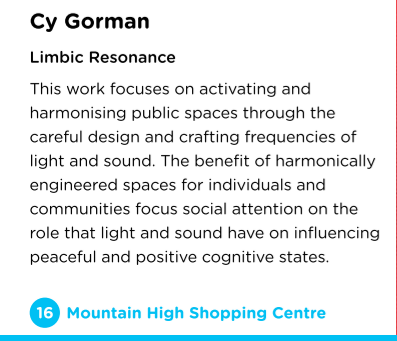 Cy Gorman
Limbic Resonance
This work focuses on activating and
harmonising public spaces through the
careful design and crafting frequencies of
light and sound. The benefit of harmonically
engineered spaces for individuals and
communities focus social attention on the
role that light and sound have on influencing
peaceful and positive cognitive states.
16 Mountain High Shopping Centre